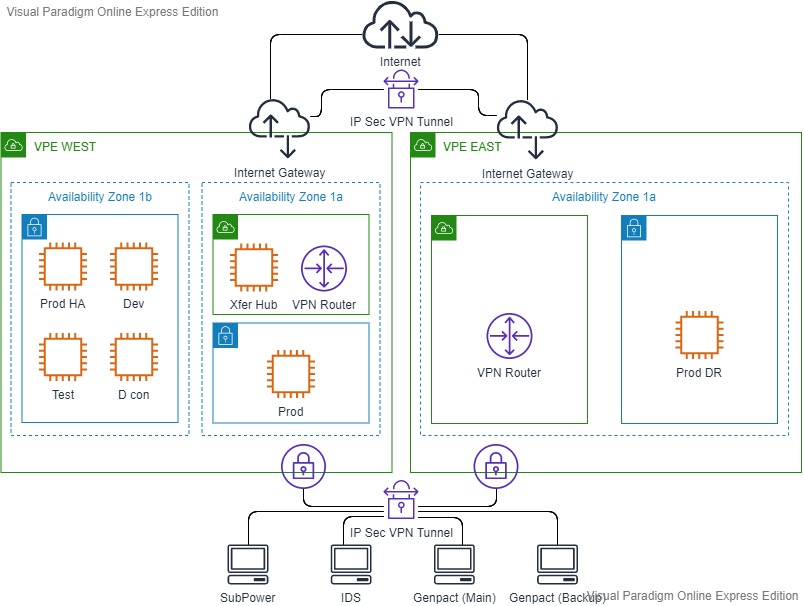 Visual Paradigm Online Express Edition
Internet
IP Sec VPN Tunnel
VPE WEST
VPE EAST
Internet Gateway
Internet Gateway
Availability Zone 1b
Availability Zone 1a
Availability Zone 1a
Prod HA
Dev
Xfer Hub
VPN Router
Test
D con
Prod
VPN Router
Prod DR
IP Sec VPN Tunnel
SubPower
IDS
Genpact (Main)
Genpact (Backup)
Visual Paradigm Online Express Edition